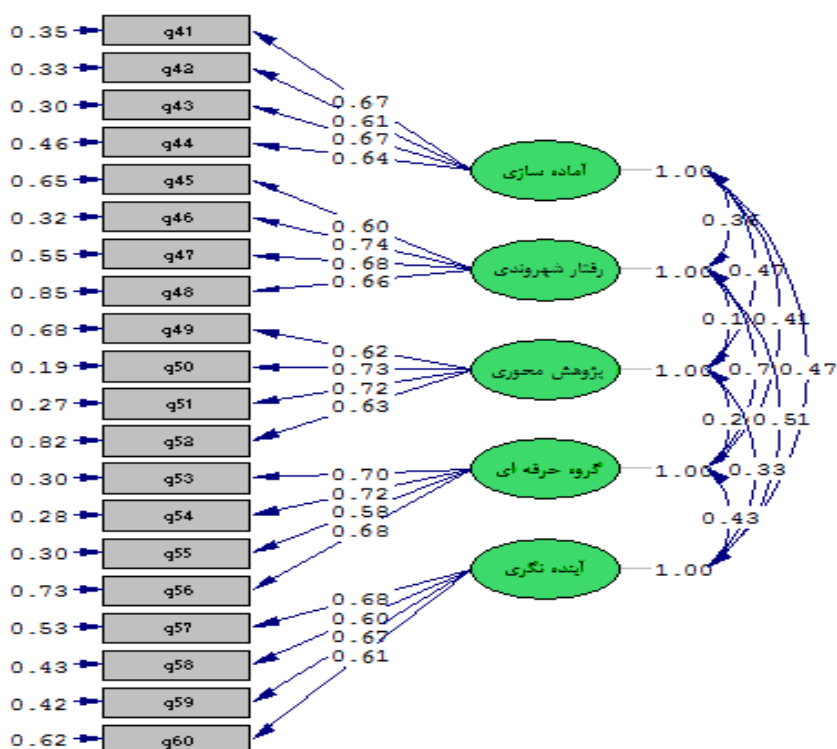 0.35 q41
0.33 q42
0.30 q43
0.46 q44
0.65 q45
0.32 q46
0.55 q47
0.85 q48
0.68 q49
0.19 q50
0.27 q51
0.82 q52
0.30 q53
0.28 q54
0.30 q55
0.73 q56
0.53 q57
0.43 q58
0.42 q59
0.62 q60
0.67
0.61
0.67
0.64
0.60
0.74
0.68
0.66
0.62
0.73
0.72
0.63
0.70
0.72
0.58
0.68
0.68
0.60
0.67
0.61
آماده سازی
رفتار شهروندی
پژوهش محوری
گروه حرفه ای
آینده نگری
1.00
1.00
1.00
1.00
1.00
0.47
0.41
0.47
0.51
0.33
0.43